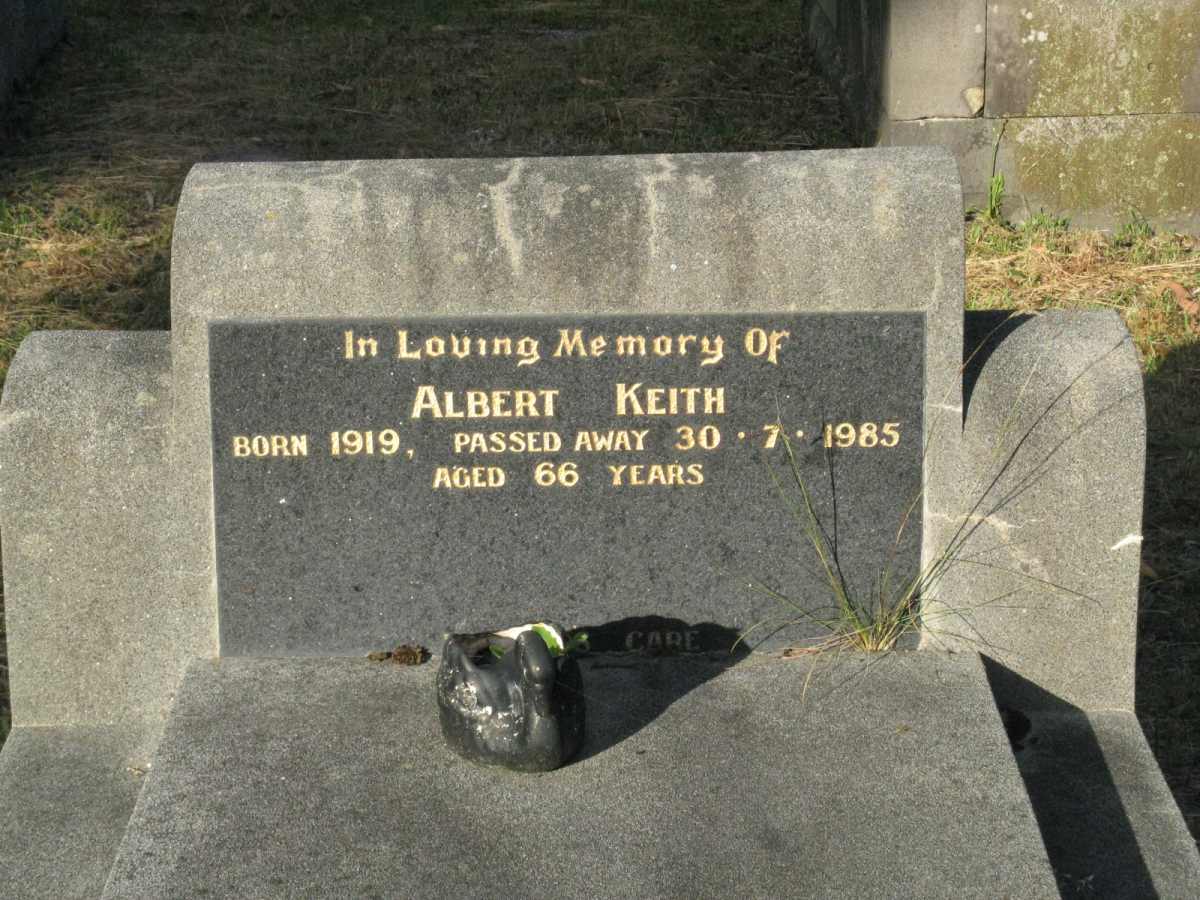 In Loving Memory Of
ALBERT KEITH
BORN 1919, PASSED AWAY 30 · 7 · 1985
AGED 66 YEARS
CARE